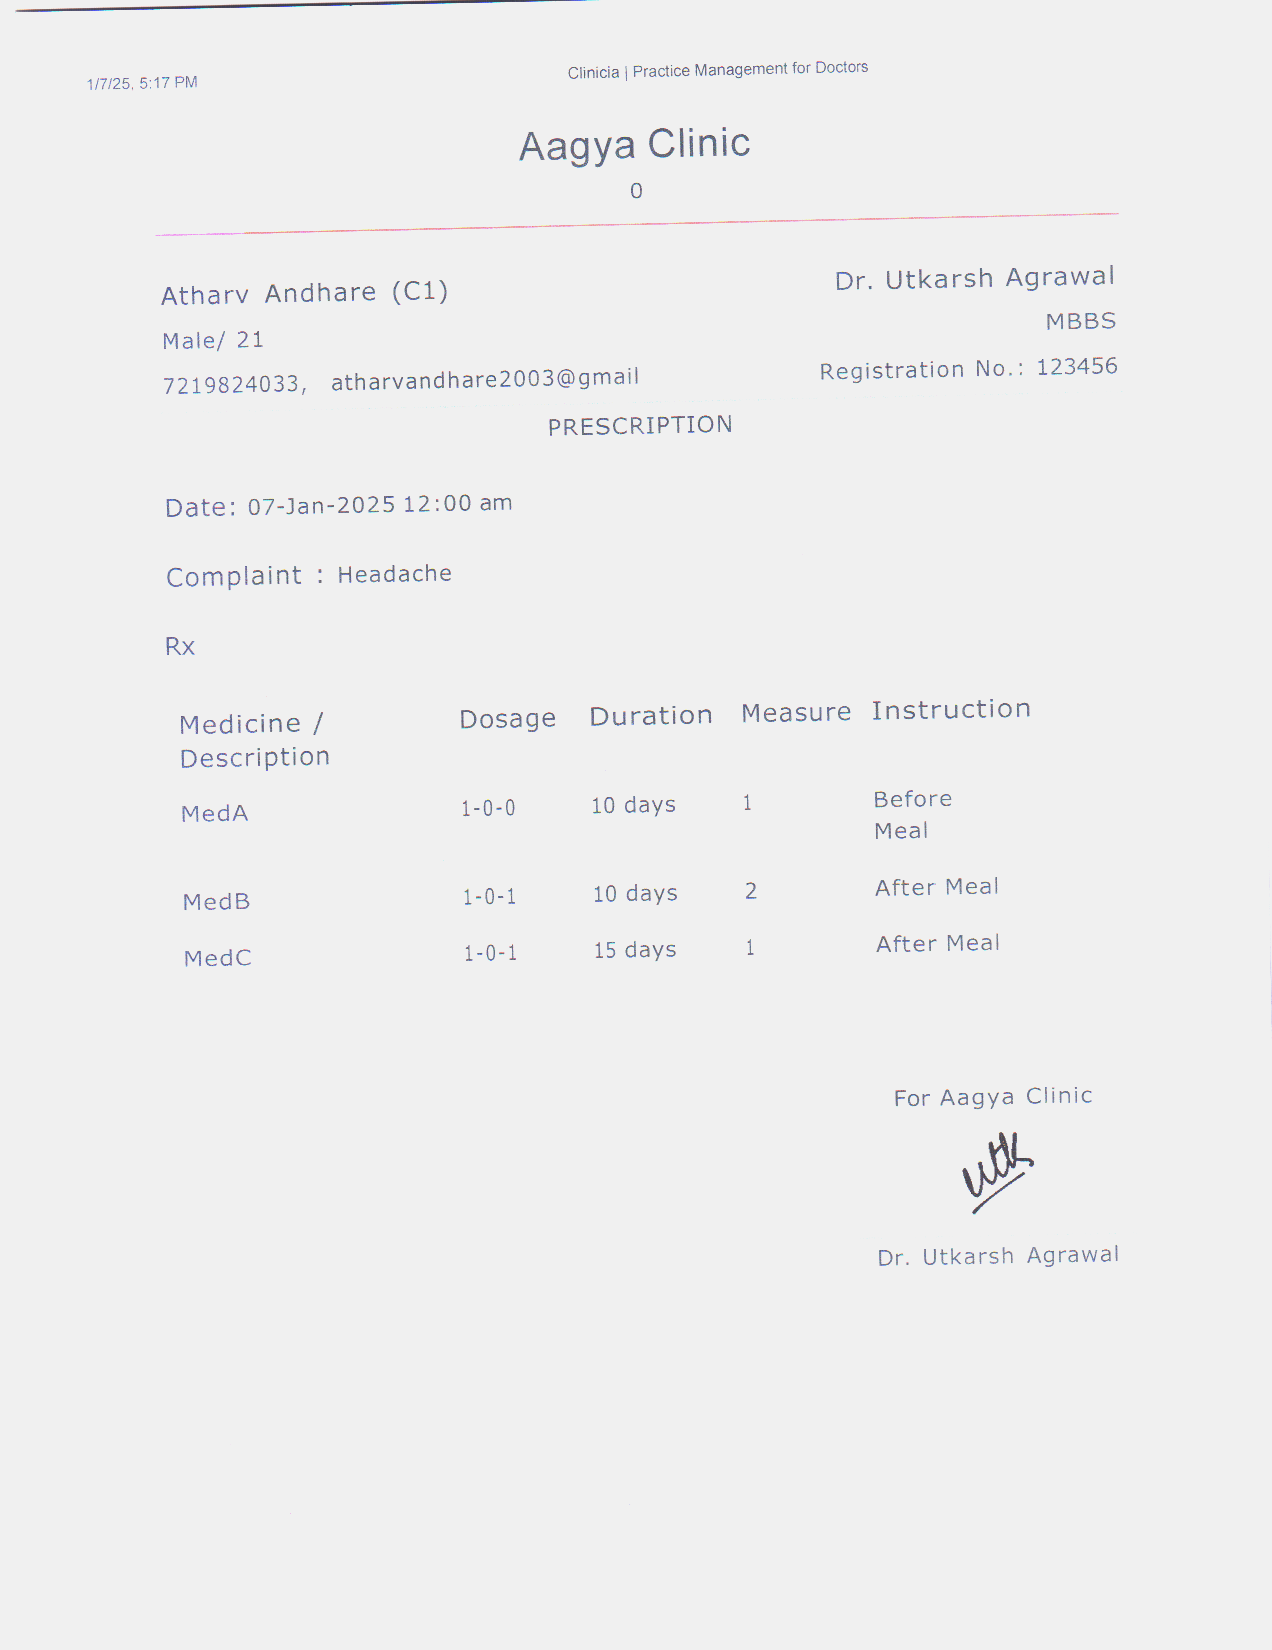 1/7/25, 5:17 PM Clinicia | Practice Management for Doctors
Aagya Clinic
0
Atharv Andhare (C1) Dr. Utkarsh Agrawal
Male/ 21 MBBS
7219824033, atharvandhare2003@gmail Registration No.: 123456
PRESCRIPTION
Date: 07-Jan-2025 12:00 am
Complaint : Headache
Rx
Medicine / Dosage Duration Measure Instruction
Description
MedA 1-0-0 10 days 1 Before
Meal
MedB 1-0-1 10 days 2 After Meal
MedC 1-0-1 15 days 1 After Meal
For Aagya Clinic
utk
Dr. Utkarsh Agrawal